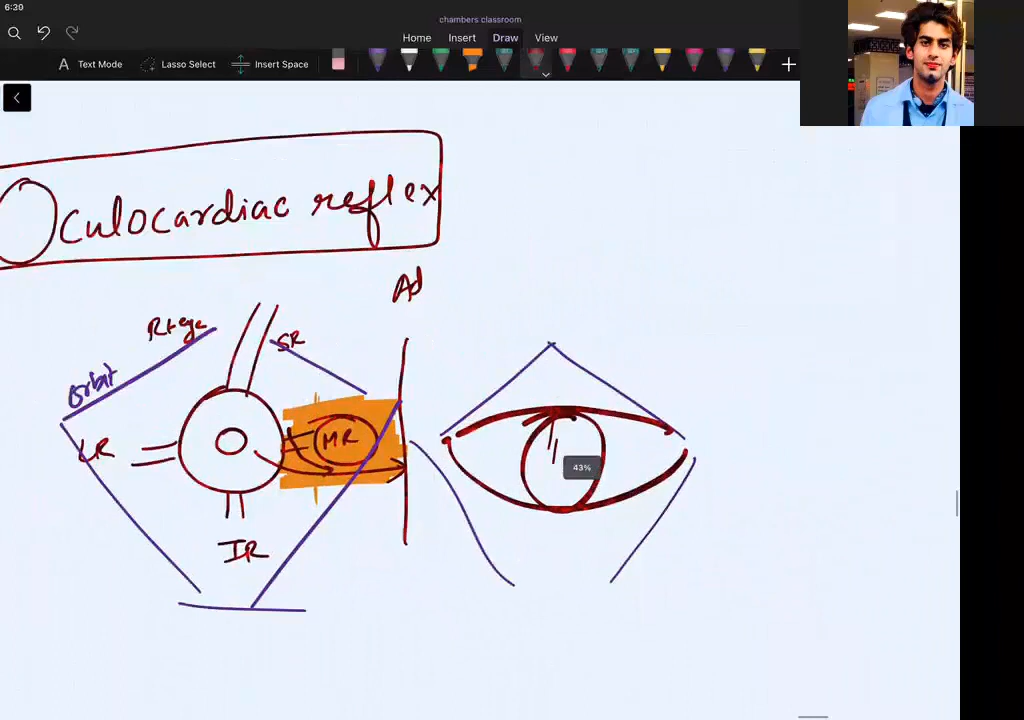 6:39
chambers classroom
Home Insert Draw View
Text Mode Lasso Select Insert Space
Oculocardiac reflex
Ad
Rt eye
SR
Orbit
LR
MR
43%
IR